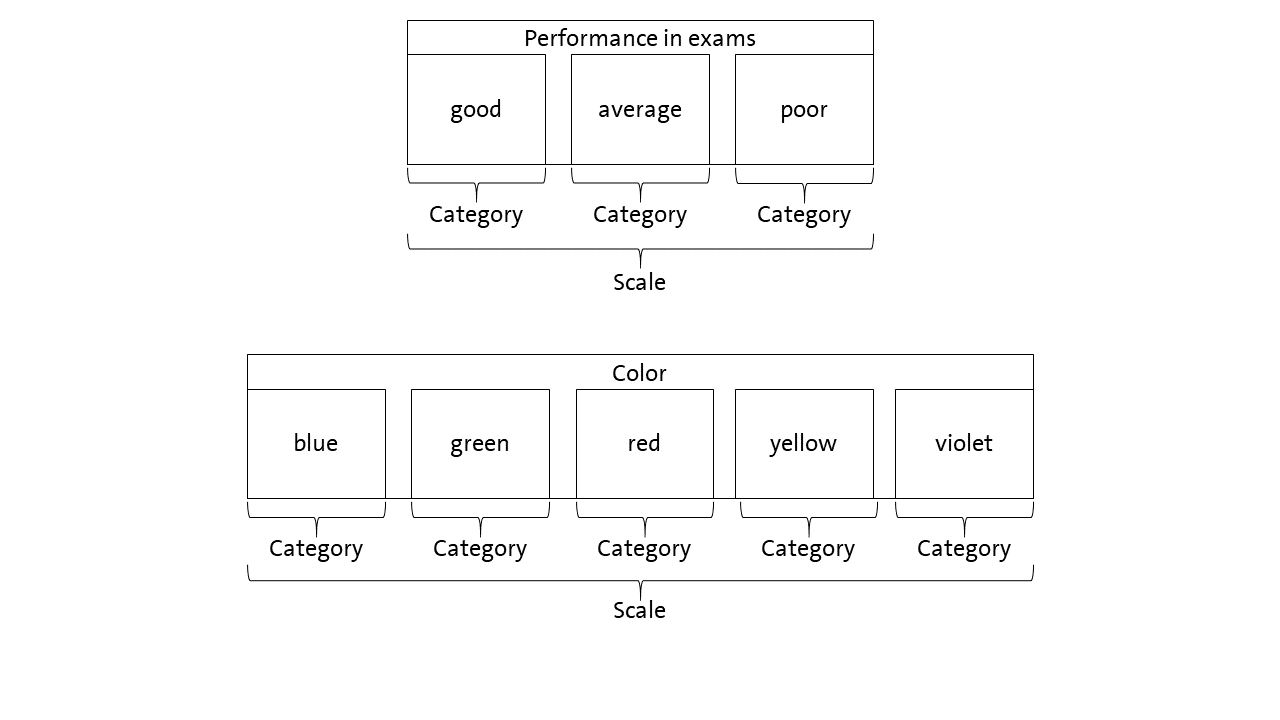 Performance in exams
good average poor
Category Category Category
Scale
Color
blue green red yellow violet
Category Category Category Category Category
Scale